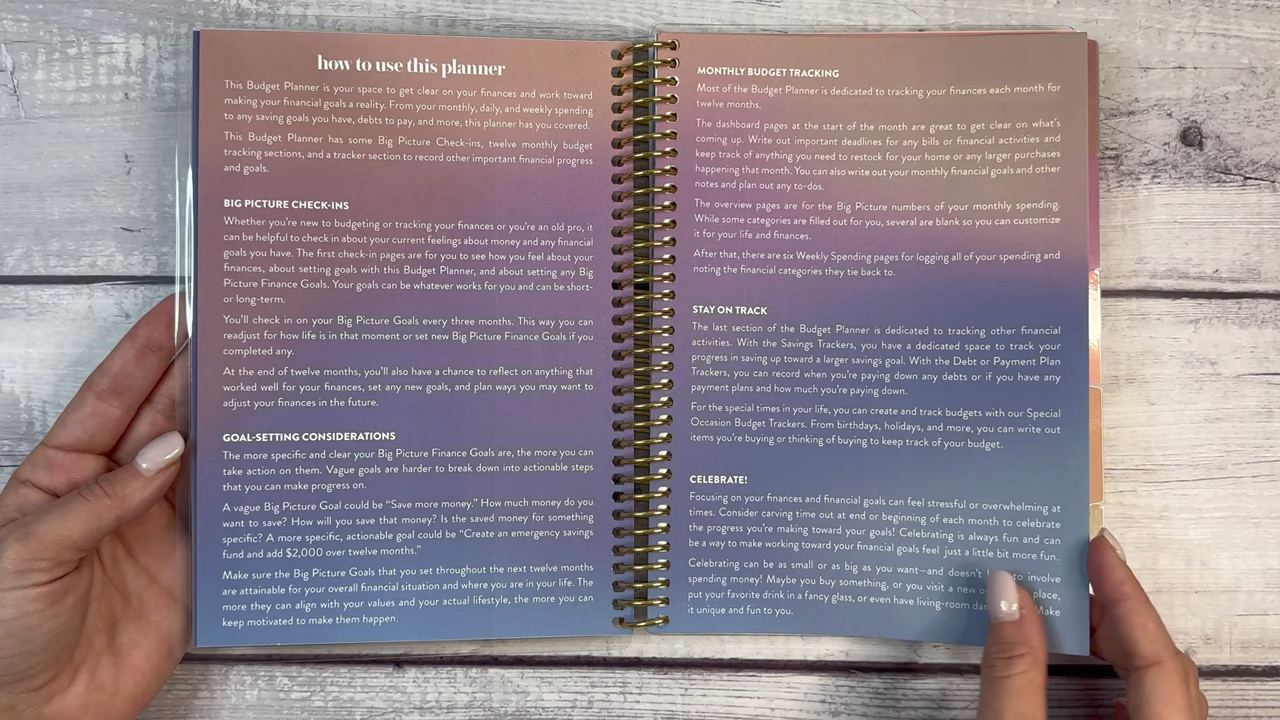 how to use this planner
This Budget Planner is your space to get clear on your finances and work toward
making your financial goals a reality. From your monthly, daily, and weekly spending
to any saving goals you have, debts to pay, and more, this planner has you covered.
This Budget Planner has some Big Picture Check-ins, twelve monthly budget
tracking sections, and a tracker section to record other important financial progress
and goals.
BIG PICTURE CHECK-INS
Whether you're new to budgeting or tracking your finances or you're an old pro, it
can be helpful to check in about your current feelings about money and any financial
goals you have. The first check-in pages are for you to see how you feel about your
finances, about setting goals with this Budget Planner, and about setting any Big
Picture Finance Goals. Your goals can be whatever works for you and can be short-
or long-term.
You'll check in on your Big Picture Goals every three months. This way you can
readjust for how life is in that moment or set new Big Picture Finance Goals if you
completed any.
At the end of twelve months, you'll also have a chance to reflect on anything that
worked well for your finances, set any new goals, and plan ways you may want to
adjust your finances in the future.
GOAL-SETTING CONSIDERATIONS
The more specific and clear your Big Picture Finance Goals are, the more you can
take action on them. Vague goals are harder to break down into actionable steps
that you can make progress on.
A vague Big Picture Goal could be “Save more money.” How much money do you
want to save? How will you save that money? Is the saved money for something
specific? A more specific, actionable goal could be “Create an emergency savings
fund and add $2,000 over twelve months.”
Make sure the Big Picture Goals that you set throughout the next twelve months
are attainable for your overall financial situation and where you are in your life. The
more they can align with your values and your actual lifestyle, the more you can
keep motivated to make them happen.
MONTHLY BUDGET TRACKING
Most of the Budget Planner is dedicated to tracking your finances each month for
twelve months.
The dashboard pages at the start of the month are great to get clear on what's
coming up. Write out important deadlines for any bills or financial activities and
keep track of anything you need to restock for your home or any larger purchases
happening that month. You can also write out your monthly financial goals and other
notes and plan out any to-dos.
The overview pages are for the Big Picture numbers of your monthly spending.
While some categories are filled out for you, several are blank so you can customize
it for your life and finances.
After that, there are six Weekly Spending pages for logging all of your spending and
noting the financial categories they tie back to.
STAY ON TRACK
The last section of the Budget Planner is dedicated to tracking other financial
activities. With the Savings Trackers, you have a dedicated space to track your
progress in saving up toward a larger savings goal. With the Debt or Payment Plan
Trackers, you can record when you're paying down any debts or if you have any
payment plans and how much you're paying down.
For the special times in your life, you can create and track budgets with our Special
Occasion Budget Trackers. From birthdays, holidays, and more, you can write out
items you're buying or thinking of buying to keep track of your budget.
CELEBRATE!
Focusing on your finances and financial goals can feel stressful or overwhelming at
times. Consider carving time out at end or beginning of each month to celebrate
the progress you're making toward your goals! Celebrating is always fun and can
be a way to make working toward your financial goals feel just a little bit more fun.
Celebrating can be as small or as big as you want—and doesn't to involve
spending money! Maybe you buy something, or you visit a new place,
put your favorite drink in a fancy glass, or even have living-room Make
it unique and fun to you.